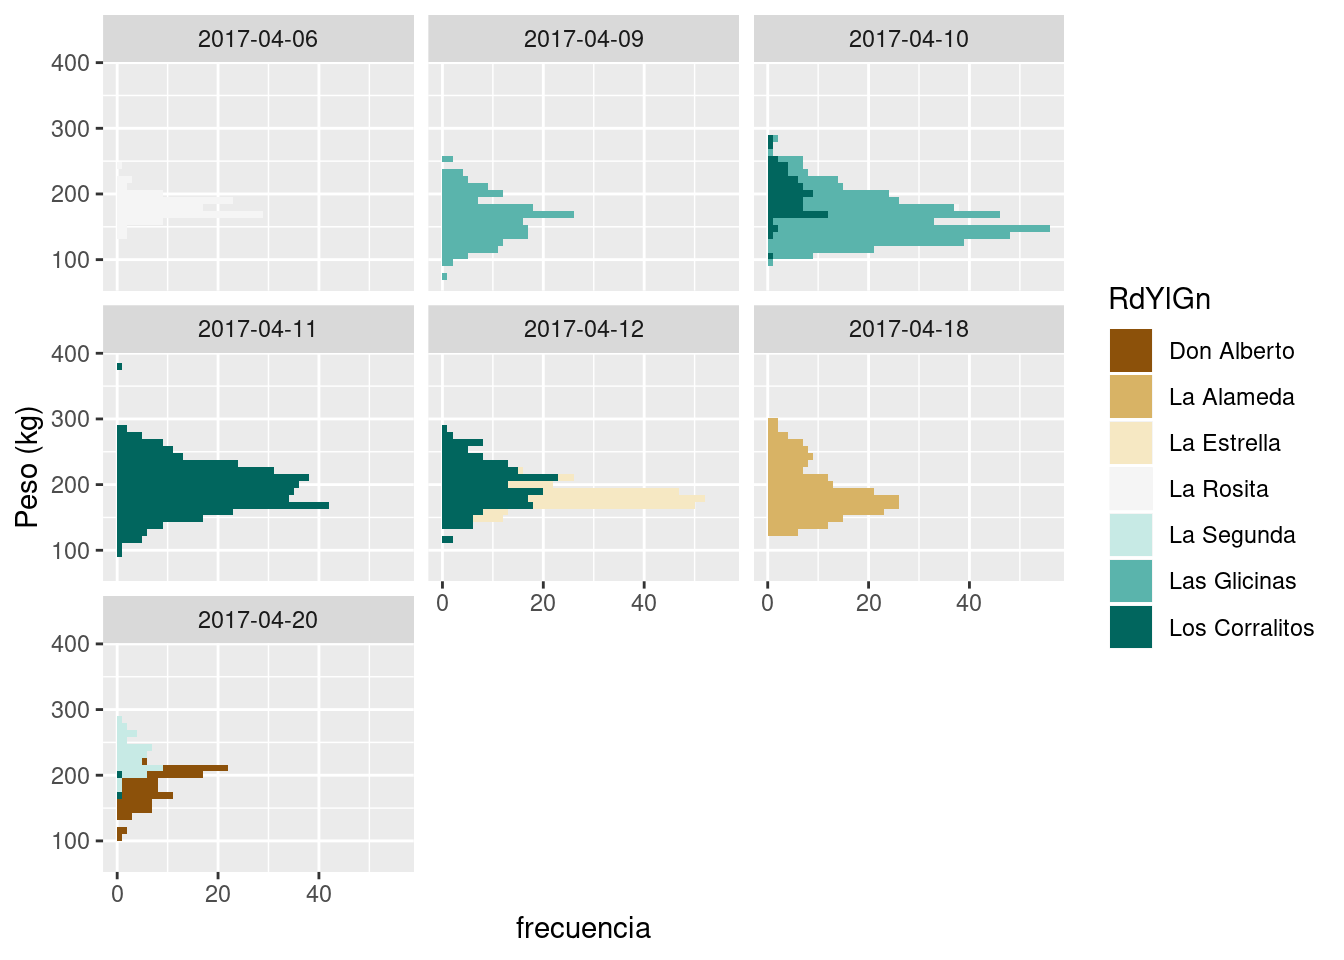 2017-04-06
2017-04-09
2017-04-10
400
300
200
100
2017-04-11
2017-04-12
2017-04-18
400
300
200
100
0
20
40
0
20
40
2017-04-20
400
300
200
100
0
20
40
Peso (kg)
frecuencia
RdYlGn
Don Alberto
La Alameda
La Estrella
La Rosita
La Segunda
Las Glicinas
Los Corralitos